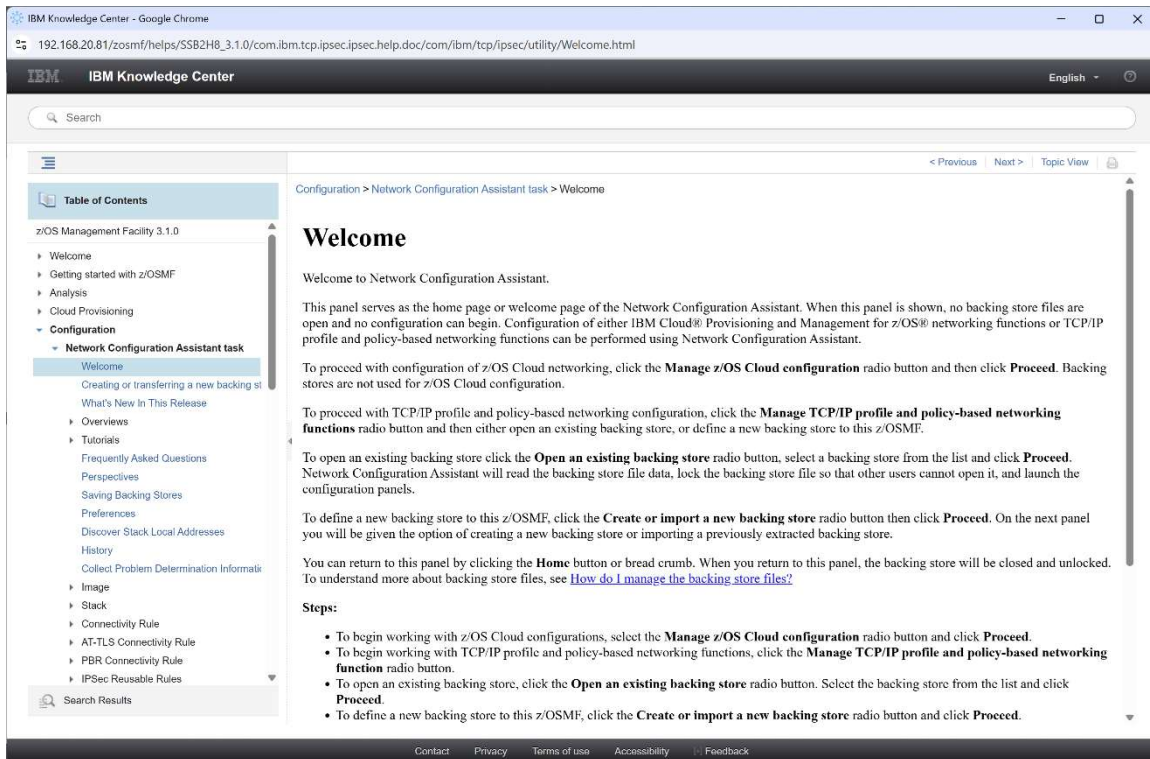 IBM Knowledge Center - Google Chrome
192.168.20.81/zosmf/helps/SSB2H8_3.1.0/com.ibm.tcp.ipsec.ipsec.help.doc/com/ibm/tcp/ipsec/utility/Welcome.html
IBM IBM Knowledge Center English
Search
< Previous Next > Topic View
Table of Contents
z/OS Management Facility 3.1.0
Welcome
Getting started with z/OSMF
Analysis
Cloud Provisioning
Configuration
Network Configuration Assistant task
Welcome
Creating or transferring a new backing st
What's New In This Release
Overviews
Tutorials
Frequently Asked Questions
Perspectives
Saving Backing Stores
Preferences
Discover Stack Local Addresses
History
Collect Problem Determination Informatic
Image
Stack
Connectivity Rule
AT-TLS Connectivity Rule
PBR Connectivity Rule
IPSec Reusable Rules
Search Results
Configuration > Network Configuration Assistant task > Welcome
Welcome
Welcome to Network Configuration Assistant.
This panel serves as the home page or welcome page of the Network Configuration Assistant. When this panel is shown, no backing store files are
open and no configuration can begin. Configuration of either IBM Cloud® Provisioning and Management for z/OS® networking functions or TCP/IP
profile and policy-based networking functions can be performed using Network Configuration Assistant.
To proceed with configuration of z/OS Cloud networking, click the Manage z/OS Cloud configuration radio button and then click Proceed. Backing
stores are not used for z/OS Cloud configuration.
To proceed with TCP/IP profile and policy-based networking configuration, click the Manage TCP/IP profile and policy-based networking
functions radio button and then either open an existing backing store, or define a new backing store to this z/OSMF.
To open an existing backing store click the Open an existing backing store radio button, select a backing store from the list and click Proceed.
Network Configuration Assistant will read the backing store file data, lock the backing store file so that other users cannot open it, and launch the
configuration panels.
To define a new backing store to this z/OSMF, click the Create or import a new backing store radio button then click Proceed. On the next panel
you will be given the option of creating a new backing store or importing a previously extracted backing store.
You can return to this panel by clicking the Home button or bread crumb. When you return to this panel, the backing store will be closed and unlocked.
To understand more about backing store files, see How do I manage the backing store files?
Steps:
• To begin working with z/OS Cloud configurations, select the Manage z/OS Cloud configuration radio button and click Proceed.
• To begin working with TCP/IP profile and policy-based networking functions, click the Manage TCP/IP profile and policy-based networking
function radio button.
• To open an existing backing store, click the Open an existing backing store radio button. Select the backing store from the list and click
Proceed.
• To define a new backing store to this z/OSMF, click the Create or import a new backing store radio button and click Proceed.
Contact Privacy Terms of use Accessibility Feedback